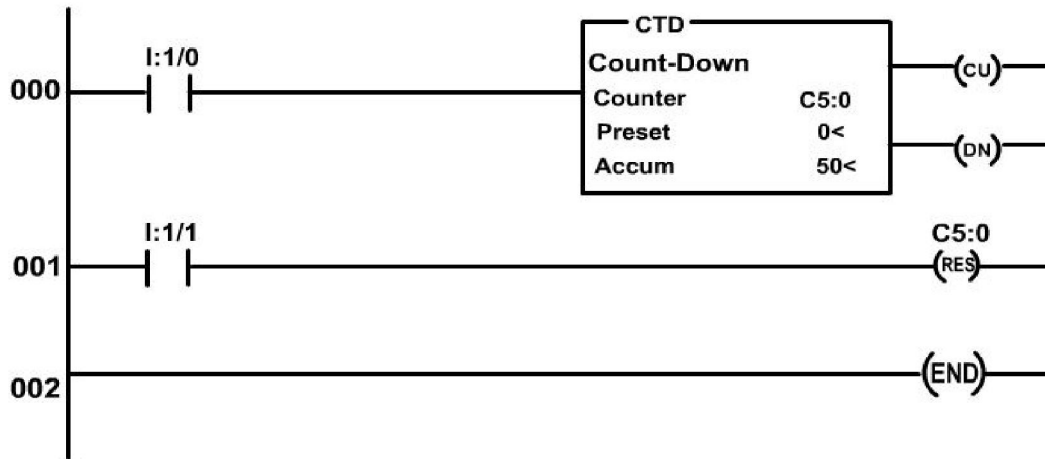 CTD
I:1/0
Count-Down
(CU)
000
Counter C5:0
Preset 0<
(DN)
Accum 50<
I:1/1
C5:0
001
(RES)
002
(END)